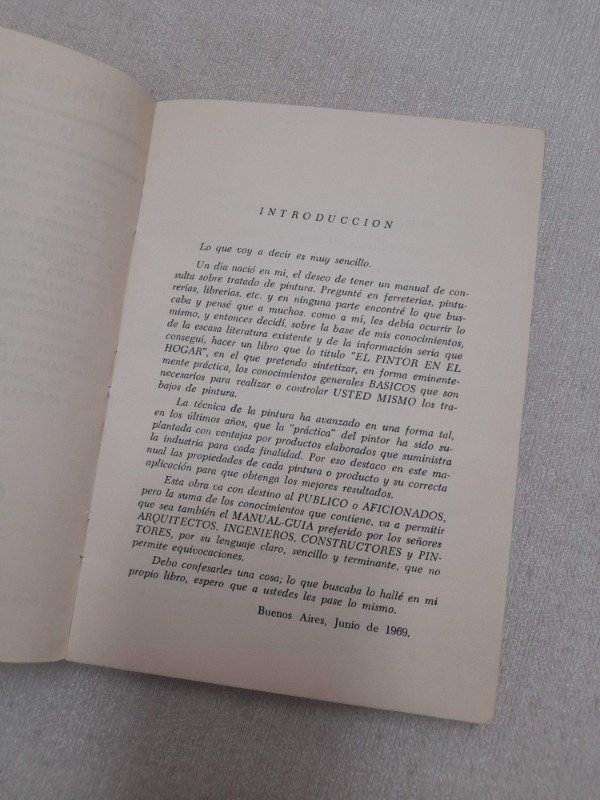 INTRODUCCION
Lo que voy a decir es muy sencillo.
Un día nació en mí, el deseo de tener un manual de con-
sulta sobre tratado de pintura. Pregunté en ferreterías, pintu-
rerías, librerías, etc. y en ninguna parte encontré lo que bus-
caba y pensé que a muchos. como a mí, les debía ocurrir lo
mismo, y entonces decidí, sobre la base de mis conocimientos,
de la escasa literatura existente y de la información seria que
conseguí, hacer un libro que lo titulo "EL PINTOR EN EL
HOGAR", en el que pretendo sintetizar, en forma eminente-
mente práctica, los conocimientos generales BASICOS que son
necesarios para realizar o controlar USTED MISMO los tra-
bajos de pintura.
La técnica de la pintura ha avanzado en una forma tal,
en los últimos años, que la "práctica" del pintor ha sido su-
plantada con ventajas por productos elaborados que suministra
la industria para cada finalidad. Por eso destaco en este ma-
nual las propiedades de cada pintura o producto y su correcta
aplicación para que obtenga los mejores resultados.
Esta obra va con destino al PUBLICO o AFICIONADOS,
pero la suma de los conocimientos que contiene, va a permitir
que sea también el MANUAL-GUIA preferido por los señores
ARQUITECTOS, INGENIEROS, CONSTRUCTORES y PIN-
TORES, por su lenguaje claro, sencillo y terminante, que no
permite equivocaciones.
Debo confesarles una cosa; lo que buscaba lo hallé en mi
propio libro, espero que a ustedes les pase lo mismo.
Buenos Aires, Junio de 1969.